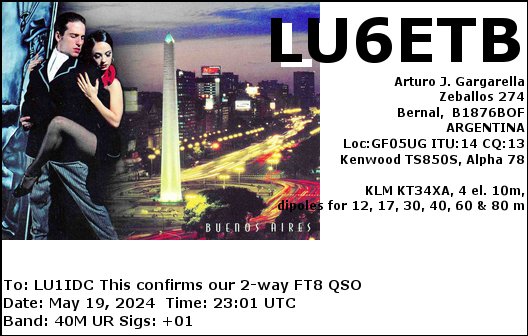 LU6ETB
Arturo J. Gargarella
Zeballos 274
Bernal, B1876BOF
ARGENTINA
Loc:GF05UG ITU:14 CQ:13
Kenwood TS850S, Alpha 78
KLM KT34XA, 4 el. 10m,
dipoles for 12, 17, 30, 40, 60 & 80 m
BUENOS AIRES
To: LU1IDC This confirms our 2-way FT8 QSO
Date: May 19, 2024 Time: 23:01 UTC
Band: 40M UR Sigs: +01